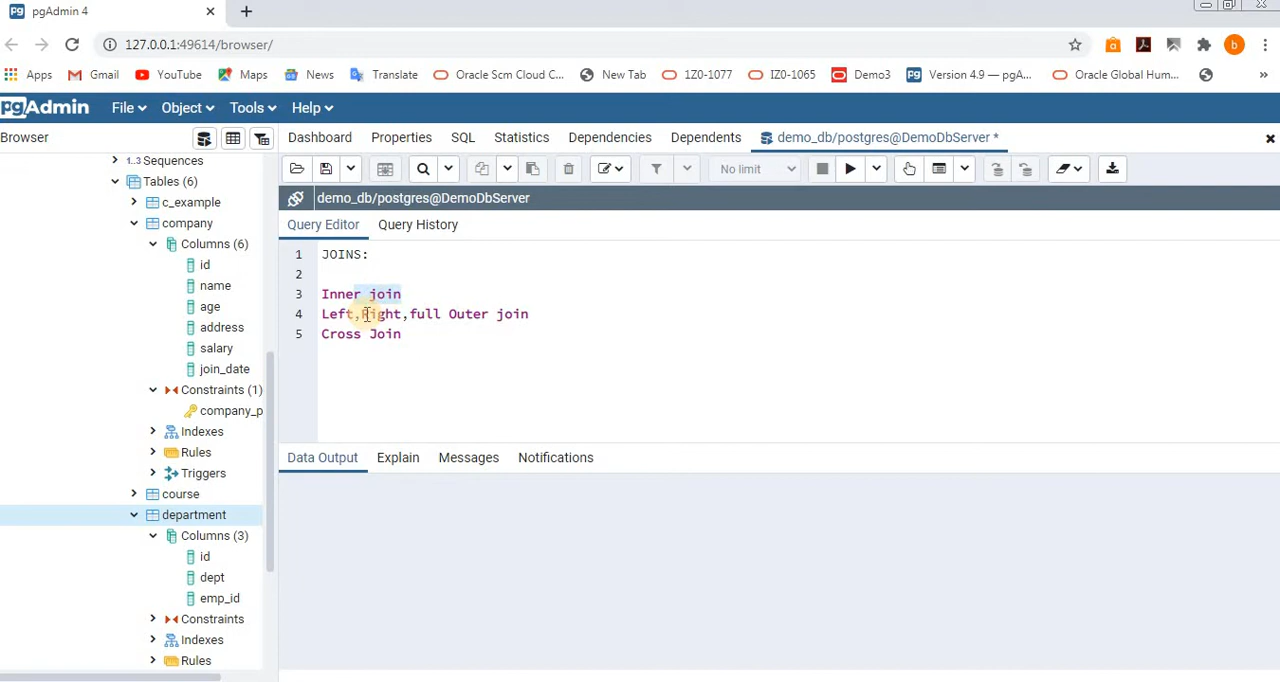 pgAdmin 4
127.0.0.1:49614/browser/
Apps Gmail YouTube Maps News Translate Oracle Scm Cloud C... New Tab 1Z0-1077 IZ0-1065 Demo3 Version 4.9 — pgA... Oracle Global Hum... »
pgAdmin File Object Tools Help
Browser Dashboard Properties SQL Statistics Dependencies Dependents demo_db/postgres@DemoDbServer *
1..3 Sequences
Tables (6)
No limit
c_example
demo_db/postgres@DemoDbServer
company
Query Editor Query History
Columns (6)
id
name
age
address
salary
join_date
Constraints (1)
company_p
Indexes
Rules
Triggers
course
department
Columns (3)
id
dept
emp_id
Constraints
Indexes
Rules
1 JOINS:
2
3 Inner join
4 Left,Right,full Outer join
5 Cross Join
Data Output Explain Messages Notifications